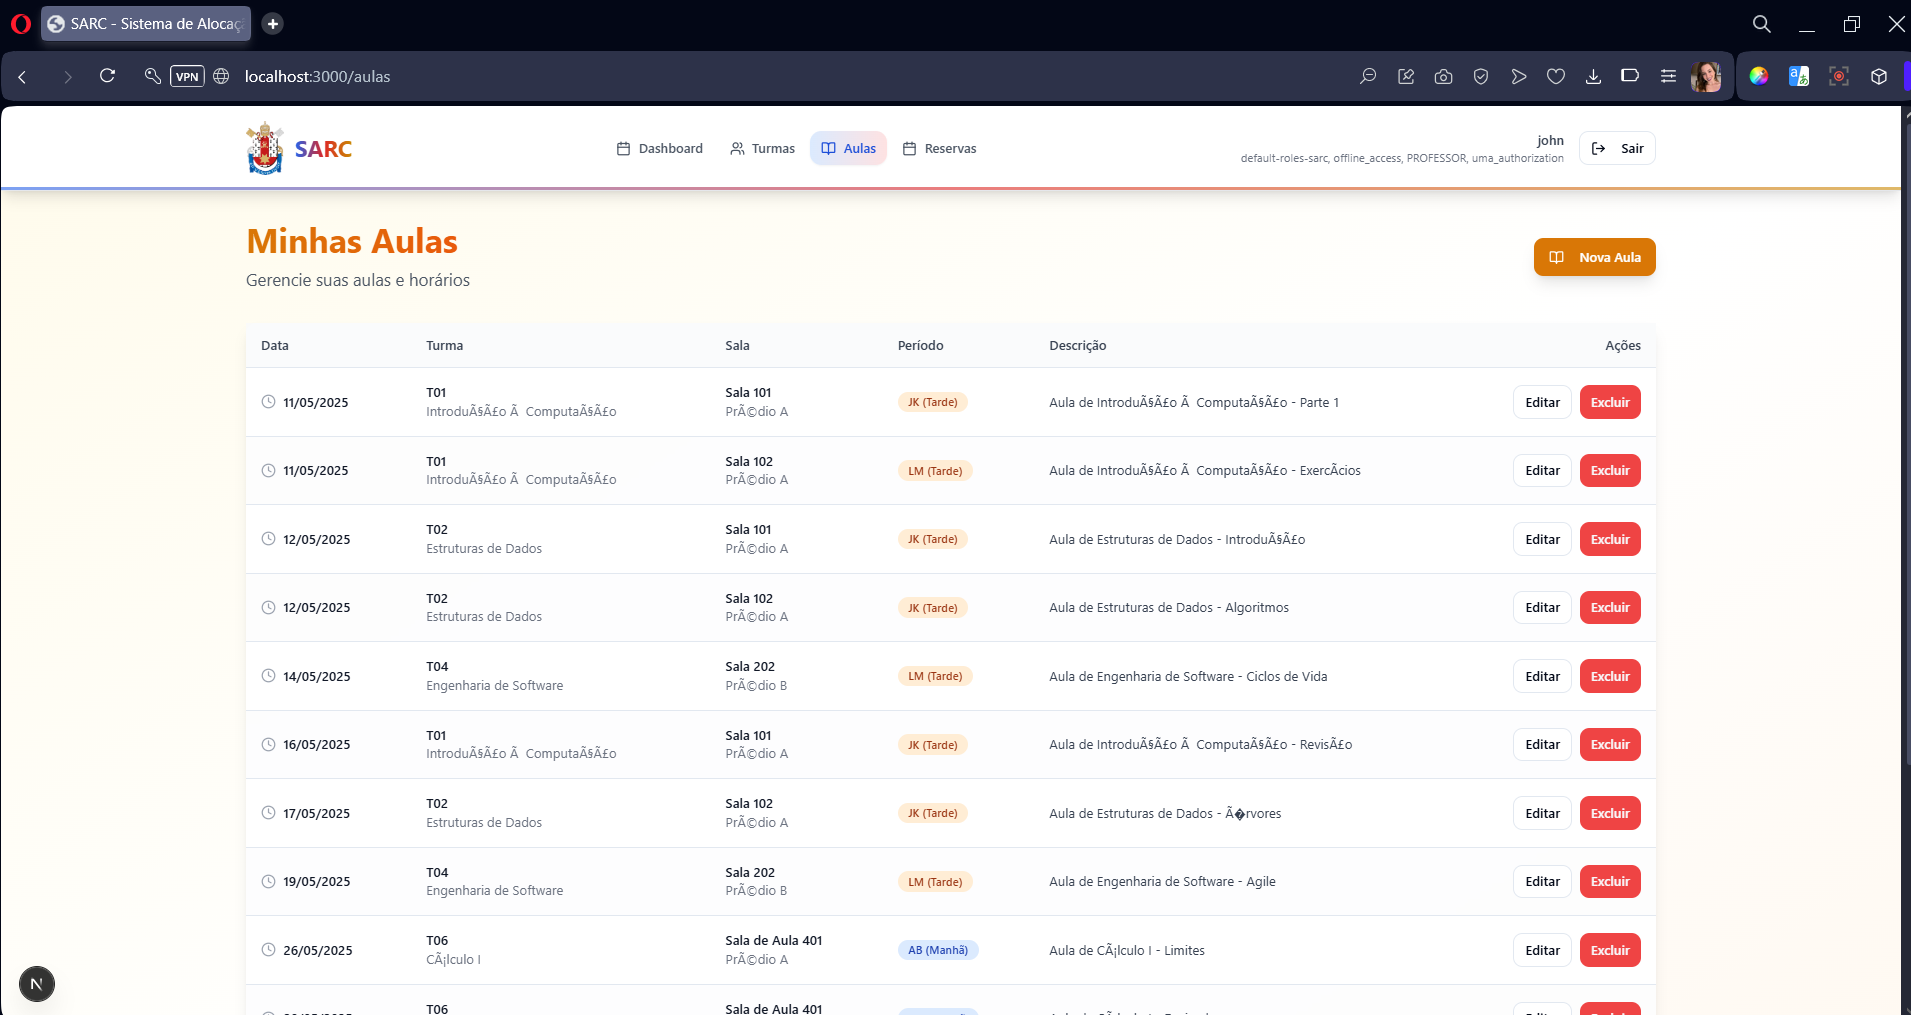 SARC - Sistema de Alocaç
VPN
localhost:3000/aulas
SARC
Dashboard
Turmas
Aulas
Reservas
john
default-roles-sarc, offline_access, PROFESSOR, uma_authorization
Sair
Minhas Aulas
Gerencie suas aulas e horários
Nova Aula
Data Turma Sala Período Descrição Ações
11/05/2025 T01 Sala 101 JK (Tarde) Aula de IntroduÃ§Ã£o Ã  ComputaÃ§Ã£o - Parte 1 Editar Excluir
IntroduÃ§Ã£o Ã  ComputaÃ§Ã£o PrÃ©dio A
11/05/2025 T01 Sala 102 LM (Tarde) Aula de IntroduÃ§Ã£o Ã  ComputaÃ§Ã£o - ExercÃ­cios Editar Excluir
IntroduÃ§Ã£o Ã  ComputaÃ§Ã£o PrÃ©dio A
12/05/2025 T02 Sala 101 JK (Tarde) Aula de Estruturas de Dados - IntroduÃ§Ã£o Editar Excluir
Estruturas de Dados PrÃ©dio A
12/05/2025 T02 Sala 102 JK (Tarde) Aula de Estruturas de Dados - Algoritmos Editar Excluir
Estruturas de Dados PrÃ©dio A
14/05/2025 T04 Sala 202 LM (Tarde) Aula de Engenharia de Software - Ciclos de Vida Editar Excluir
Engenharia de Software PrÃ©dio B
16/05/2025 T01 Sala 101 JK (Tarde) Aula de IntroduÃ§Ã£o Ã  ComputaÃ§Ã£o - RevisÃ£o Editar Excluir
IntroduÃ§Ã£o Ã  ComputaÃ§Ã£o PrÃ©dio A
17/05/2025 T02 Sala 102 JK (Tarde) Aula de Estruturas de Dados - Ã�rvores Editar Excluir
Estruturas de Dados PrÃ©dio A
19/05/2025 T04 Sala 202 LM (Tarde) Aula de Engenharia de Software - Agile Editar Excluir
Engenharia de Software PrÃ©dio B
26/05/2025 T06 Sala de Aula 401 AB (Manhã) Aula de CÃ¡lculo I - Limites Editar Excluir
CÃ¡lculo I PrÃ©dio A
T06 Sala de Aula 401
N